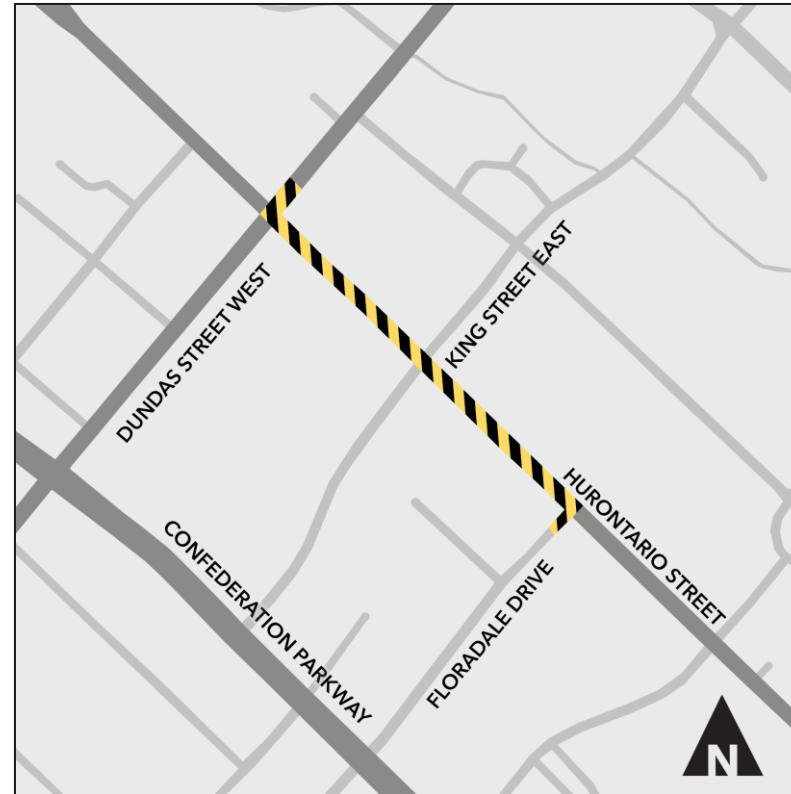 KING STREET EAST
DUNDAS STREET WEST
HURONTARIO STREET
CONFEDERATION PARKWAY
FLORADALE DRIVE
N